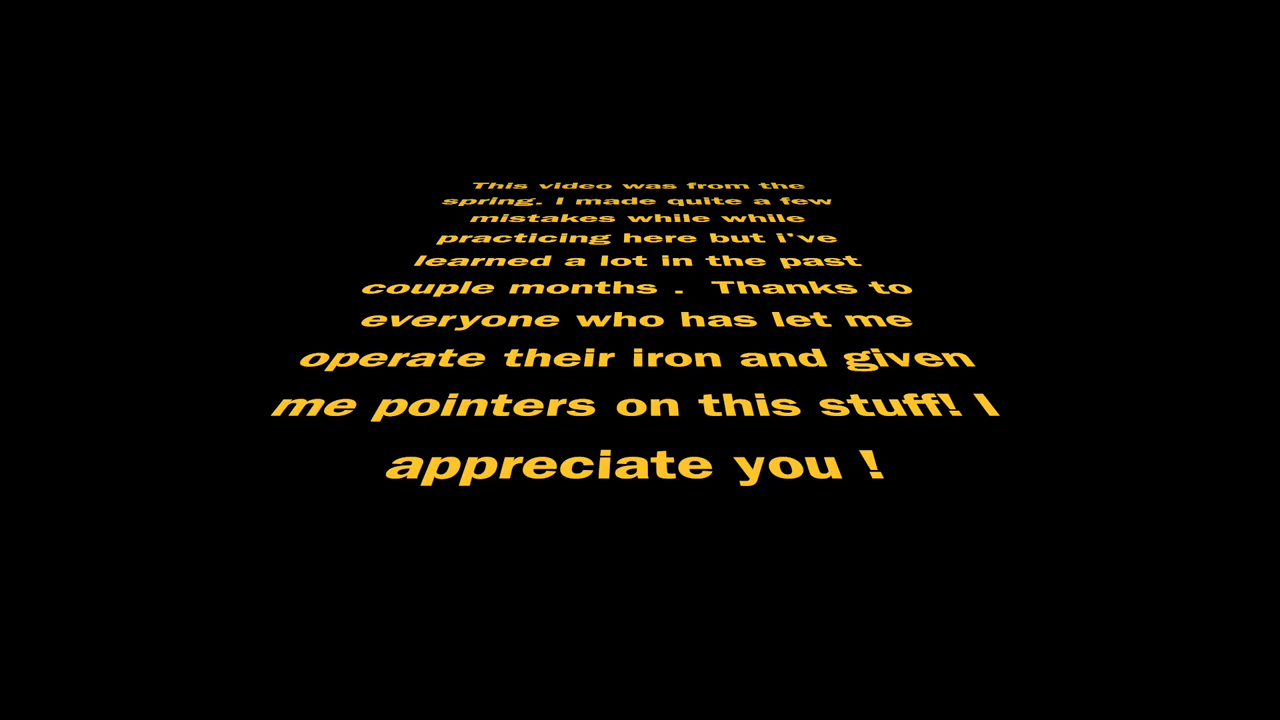 This video was from the
spring. I made quite a few
mistakes while while
practicing here but i've
learned a lot in the past
couple months .  Thanks to
everyone who has let me
operate their iron and given
me pointers on this stuff! I
appreciate you !